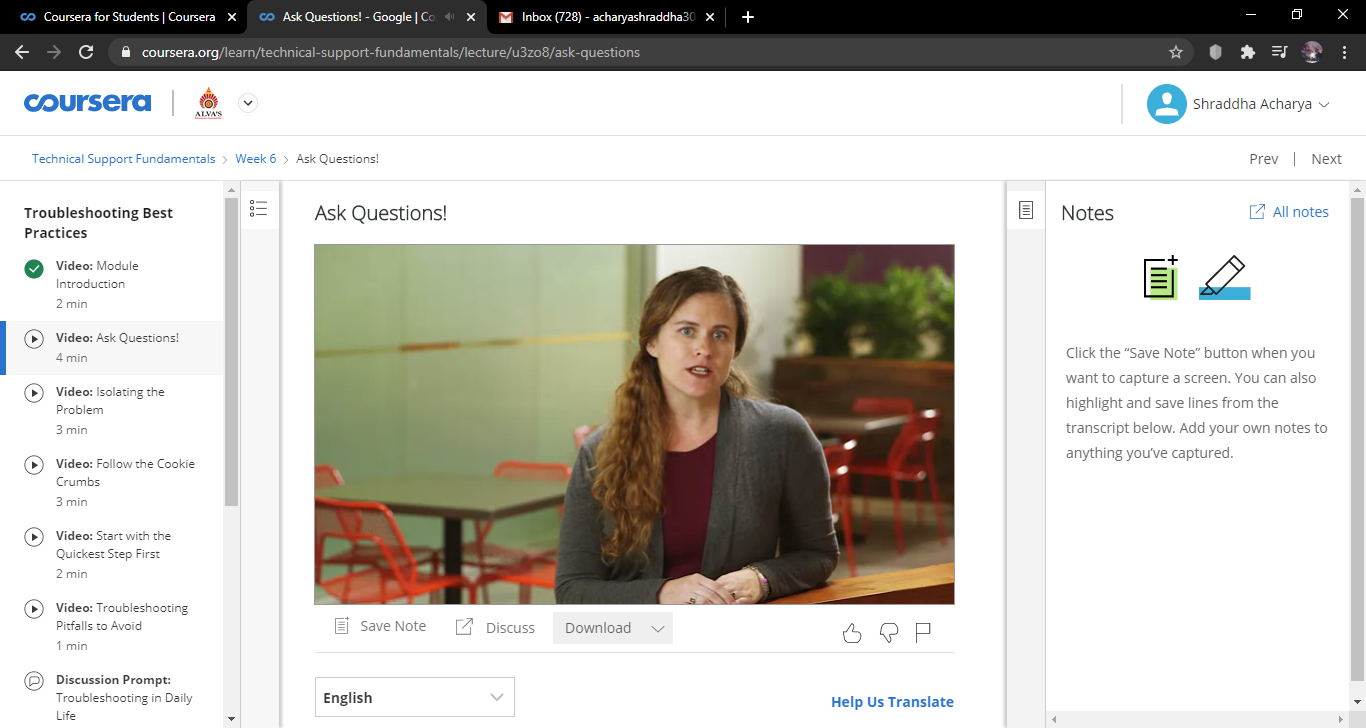 Coursera for Students | Coursera
Ask Questions! - Google | Co
Inbox (728) - acharyashraddha30
coursera.org/learn/technical-support-fundamentals/lecture/u3zo8/ask-questions
coursera
ALVA'S
Shraddha Acharya
Technical Support Fundamentals
Week 6
Ask Questions!
Prev | Next
Troubleshooting Best
Practices
Video: Module
Introduction
2 min
Video: Ask Questions!
4 min
Video: Isolating the
Problem
3 min
Video: Follow the Cookie
Crumbs
3 min
Video: Start with the
Quickest Step First
2 min
Video: Troubleshooting
Pitfalls to Avoid
1 min
Discussion Prompt:
Troubleshooting in Daily
Life
Ask Questions!
Save Note
Discuss
Download
English
Help Us Translate
Notes
All notes
Click the “Save Note” button when you
want to capture a screen. You can also
highlight and save lines from the
transcript below. Add your own notes to
anything you’ve captured.